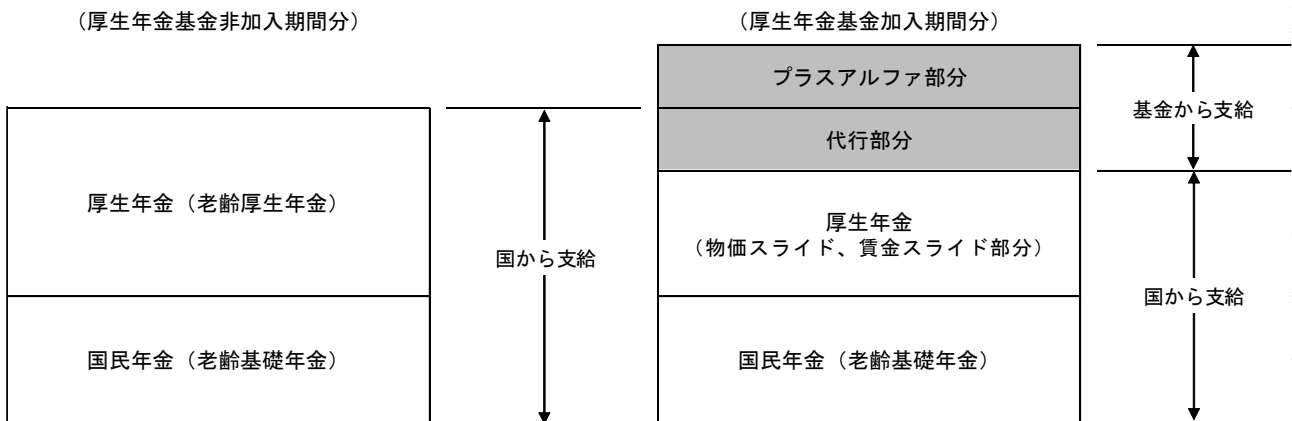 （厚生年金基金非加入期間分）
厚生年金（老齢厚生年金）
国民年金（老齢基礎年金）
国から支給
（厚生年金基金加入期間分）
プラスアルファ部分
代行部分
厚生年金
（物価スライド、賃金スライド部分）
国民年金（老齢基礎年金）
基金から支給
国から支給